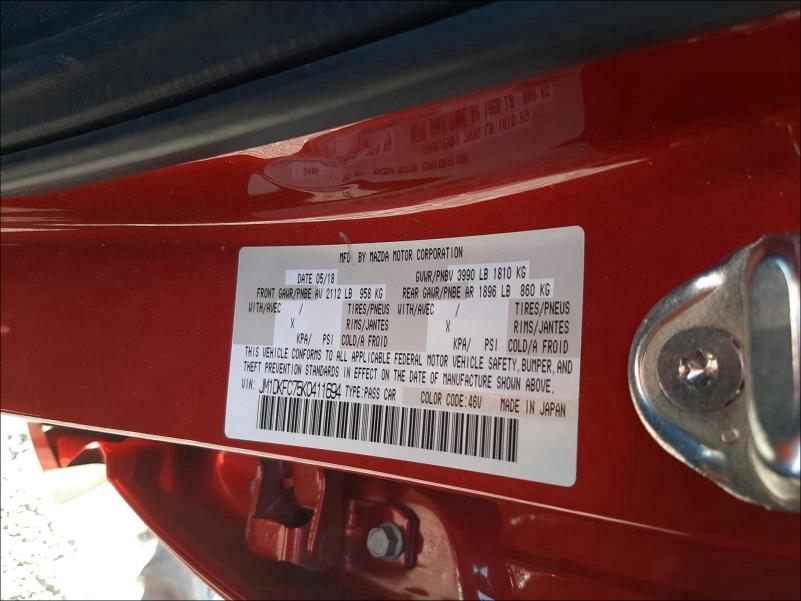 MFD BY MAZDA MOTOR CORPORATION
DATE 05/18 GVWR/PNBV 3990 LB 1810 KG
FRONT GAWR/PNBE AV 2112 LB 958 KG REAR GAWR/PNBE AR 1896 LB 860 KG
WITH/AVEC / TIRES/PNEUS WITH/AVEC / TIRES/PNEUS
X RIMS/JANTES X RIMS/JANTES
KPA/ PSI COLD/A FROID KPA/ PSI COLD/A FROID
THIS VEHICLE CONFORMS TO ALL APPLICABLE FEDERAL MOTOR VEHICLE SAFETY, BUMPER, AND
THEFT PREVENTION STANDARDS IN EFFECT ON THE DATE OF MANUFACTURE SHOWN ABOVE.
VIN: JM1DKFC75K0411694 TYPE:PASS CAR COLOR CODE:46V MADE IN JAPAN